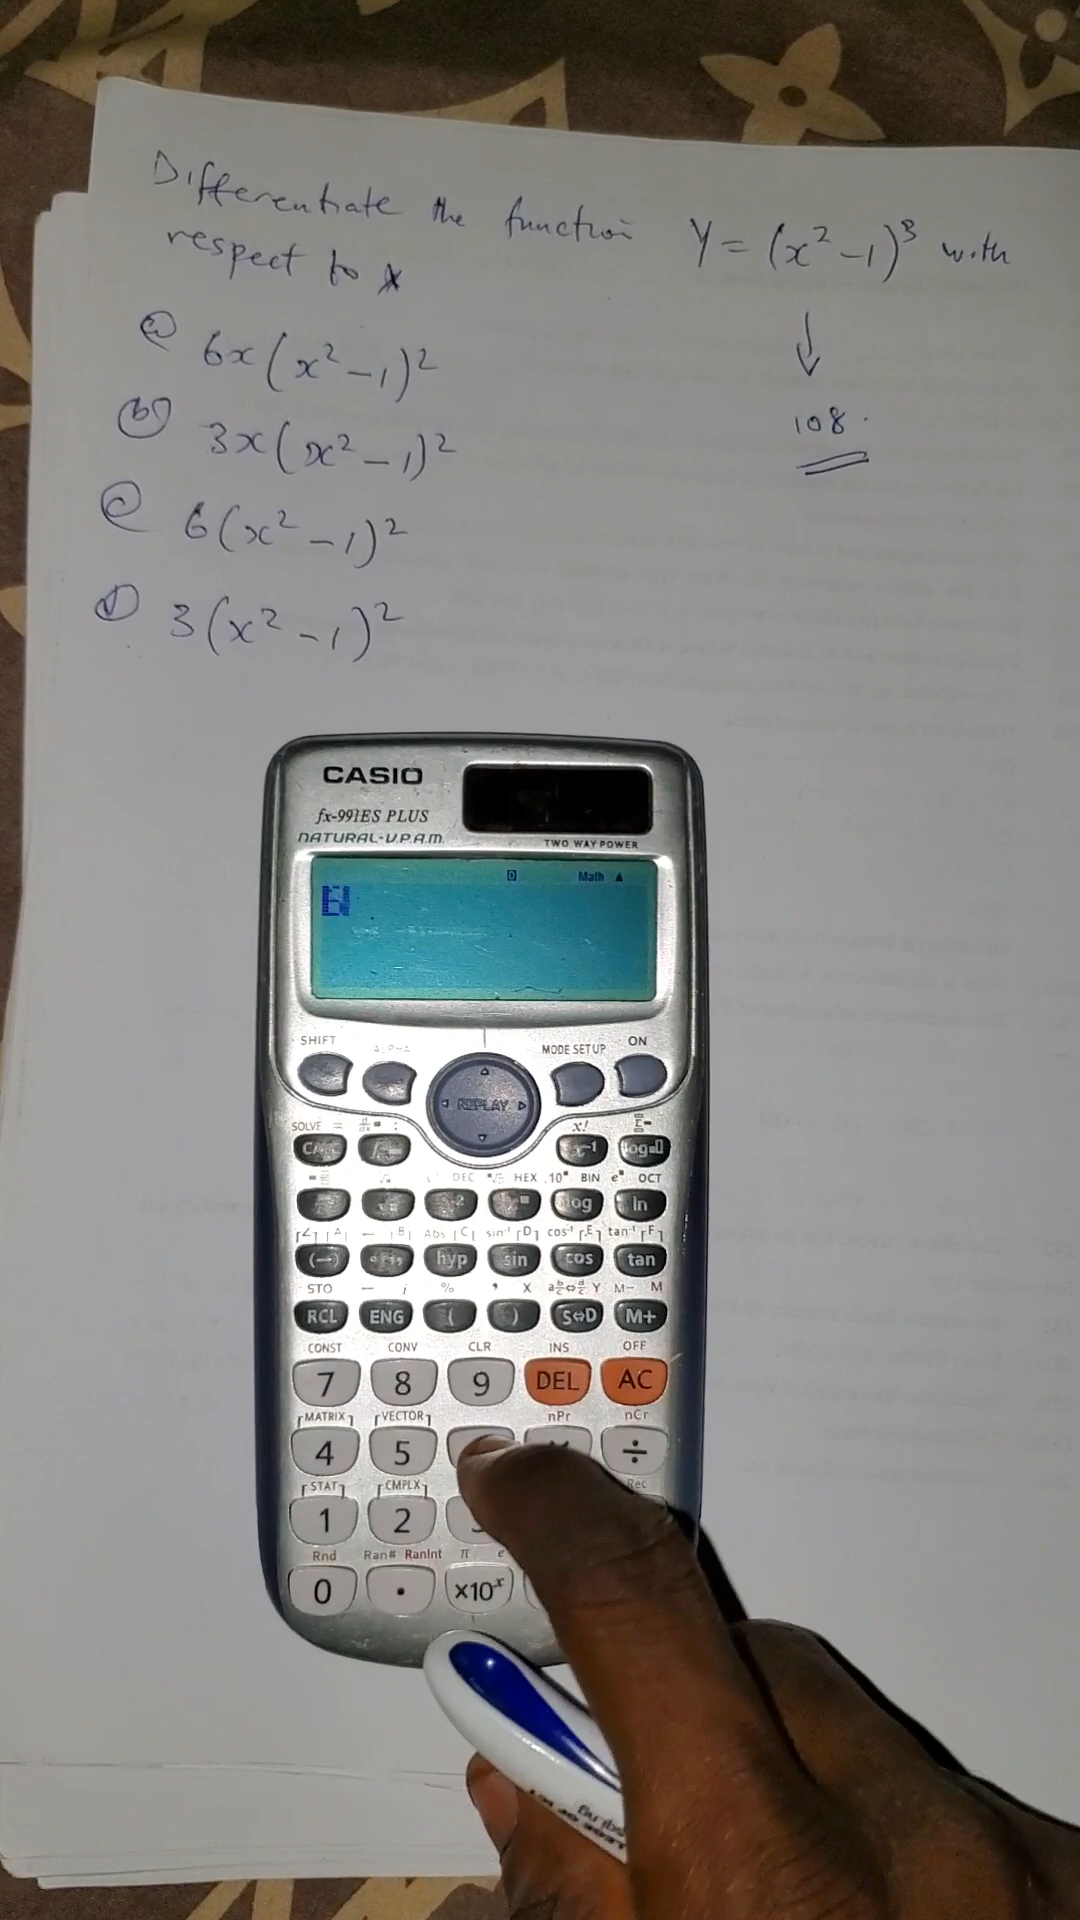 Differentiate the function Y = (x² - 1)³ with
respect to x
(a) 6x(x² - 1)²
(b) 3x(x² - 1)²
(c) 6(x² - 1)²
(d) 3(x² - 1)²
↓
108.
CASIO
fx-991ES PLUS
NATURAL-V.P.A.M.
TWO WAY POWER
D Math ▲
SHIFT ALPHA MODE SETUP ON
REPLAY
SOLVE = d/dx : x! Σ
CALC x⁻¹ log
DEC HEX 10 BIN e OCT
log ln
A B Abs C sin⁻¹ D cos⁻¹ E tan⁻¹ F
(−) hyp sin cos tan
STO i % , X Y M− M
RCL ENG ( ) S⇔D M+
CONST CONV CLR INS OFF
7 8 9 DEL AC
MATRIX VECTOR nPr nCr
4 5 ÷
STAT CMPLX Rec
1 2
Rnd Ran# RanInt π e
0 . ×10ˣ